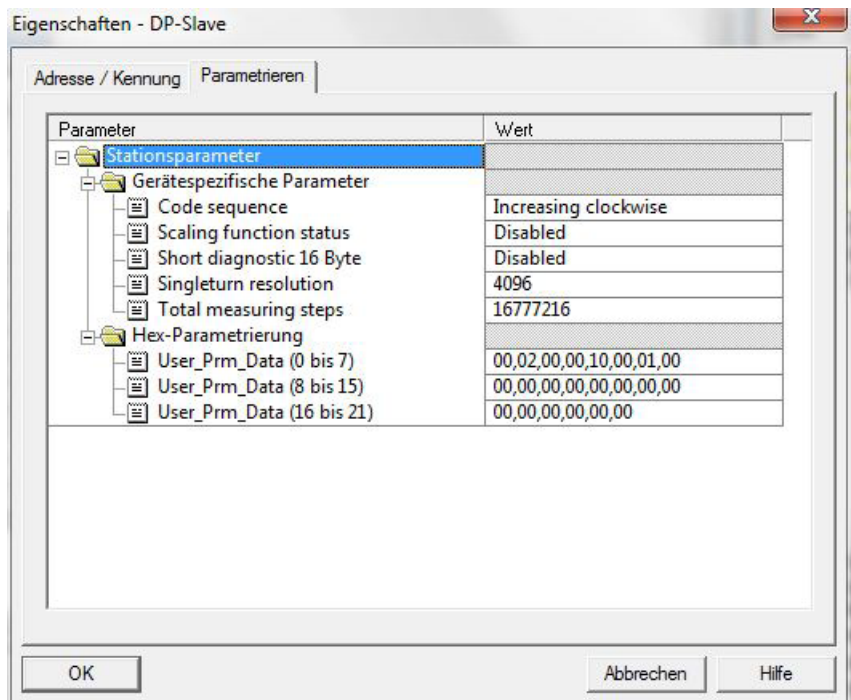 Eigenschaften - DP-Slave
Adresse / Kennung Parametrieren
Parameter Wert
Stationsparameter
Gerätespezifische Parameter
Code sequence Increasing clockwise
Scaling function status Disabled
Short diagnostic 16 Byte Disabled
Singleturn resolution 4096
Total measuring steps 16777216
Hex-Parametrierung
User_Prm_Data (0 bis 7) 00,02,00,00,10,00,01,00
User_Prm_Data (8 bis 15) 00,00,00,00,00,00,00,00
User_Prm_Data (16 bis 21) 00,00,00,00,00,00
OK Abbrechen Hilfe